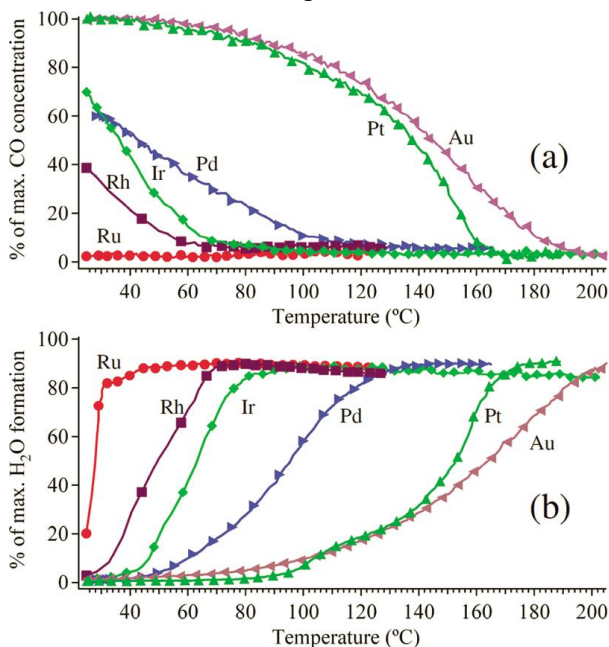 100
80
60
40
20
0
% of max. CO concentration
Pt
Au
(a)
Pd
Ir
Rh
Ru
40 60 80 100 120 140 160 180 200
Temperature (ºC)
100
80
60
40
20
0
% of max. H2O formation
Ru
Rh
Ir
Pd
Pt
Au
(b)
40 60 80 100 120 140 160 180 200
Temperature (ºC)